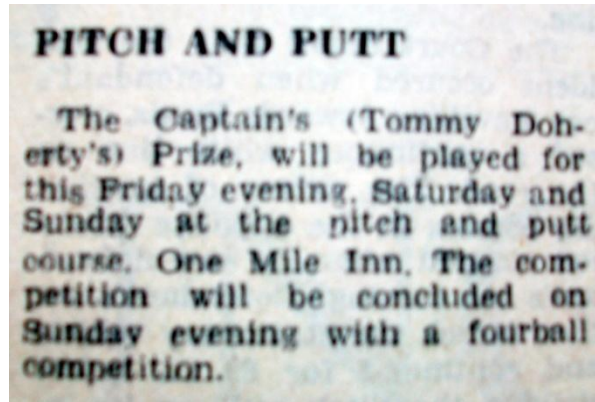 PITCH AND PUTT
The Captain's (Tommy Doh-
erty's) Prize, will be played for
this Friday evening, Saturday and
Sunday at the pitch and putt
course, One Mile Inn. The com-
petition will be concluded on
Sunday evening with a fourball
competition.